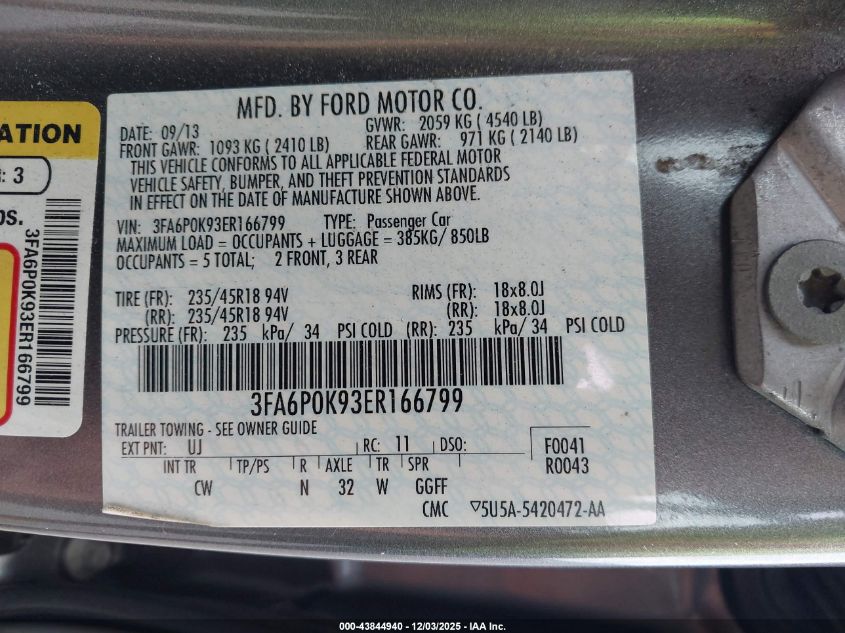 ATION
: 3
OS.
3FA6P0K93ER166799
MFD. BY FORD MOTOR CO.
DATE: 09/13 GVWR: 2059 KG ( 4540 LB)
FRONT GAWR: 1093 KG ( 2410 LB) REAR GAWR: 971 KG ( 2140 LB)
THIS VEHICLE CONFORMS TO ALL APPLICABLE FEDERAL MOTOR
VEHICLE SAFETY, BUMPER, AND THEFT PREVENTION STANDARDS
IN EFFECT ON THE DATE OF MANUFACTURE SHOWN ABOVE.
VIN: 3FA6P0K93ER166799 TYPE: Passenger Car
MAXIMUM LOAD = OCCUPANTS + LUGGAGE = 385KG/ 850LB
OCCUPANTS = 5 TOTAL; 2 FRONT, 3 REAR
TIRE (FR): 235/45R18 94V RIMS (FR): 18x8.0J
(RR): 235/45R18 94V (RR): 18x8.0J
PRESSURE (FR): 235 kPa/ 34 PSI COLD (RR): 235 kPa/ 34 PSI COLD
3FA6P0K93ER166799
TRAILER TOWING - SEE OWNER GUIDE
EXT PNT: UJ RC: 11 DSO: F0041
INT TR TP/PS R AXLE TR SPR R0043
CW N 32 W GGFF
CMC ▽5U5A-5420472-AA
000-43844940 - 12/03/2025 - IAA Inc.